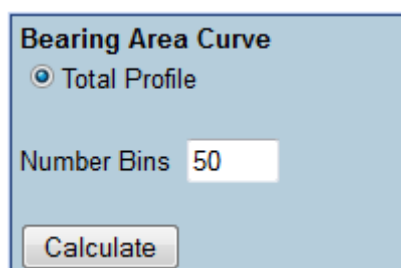 Bearing Area Curve
Total Profile
Number Bins 50
Calculate